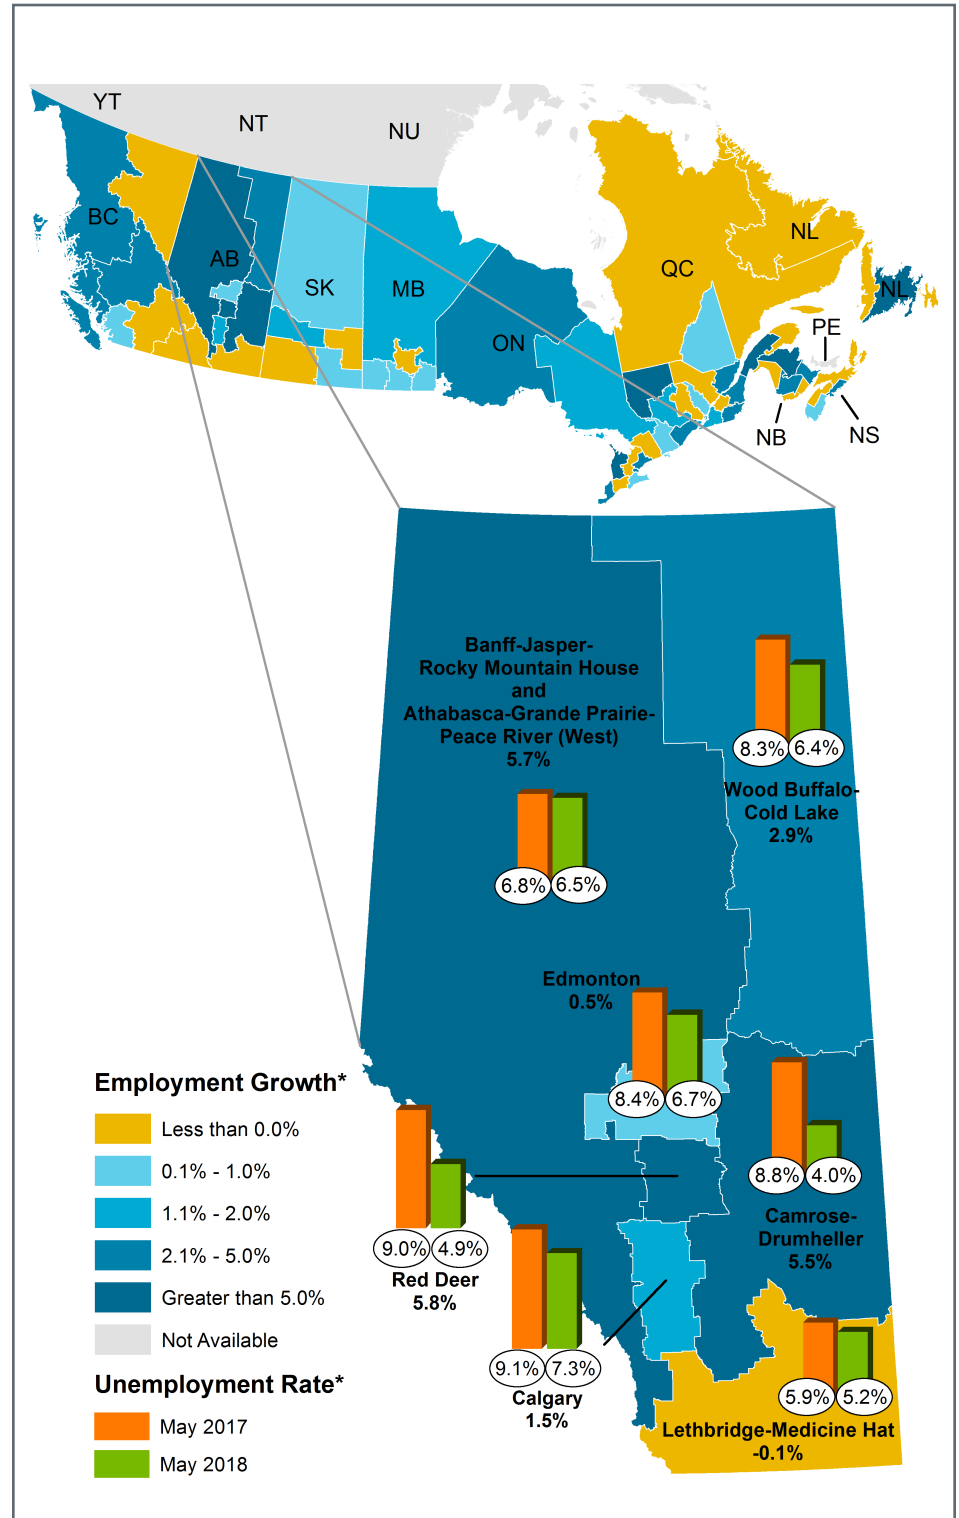 YT
NT
NU
BC
AB
SK
MB
ON
QC
NL
NL
PE
NB
NS
Banff-Jasper-
Rocky Mountain House
and
Athabasca-Grande Prairie-
Peace River (West)
5.7%
6.8% 6.5%
8.3% 6.4%
Wood Buffalo-
Cold Lake
2.9%
Edmonton
0.5%
8.4% 6.7%
8.8% 4.0%
Camrose-
Drumheller
5.5%
9.0% 4.9%
Red Deer
5.8%
9.1% 7.3%
Calgary
1.5%
5.9% 5.2%
Lethbridge-Medicine Hat
-0.1%
Employment Growth*
Less than 0.0%
0.1% - 1.0%
1.1% - 2.0%
2.1% - 5.0%
Greater than 5.0%
Not Available
Unemployment Rate*
May 2017
May 2018